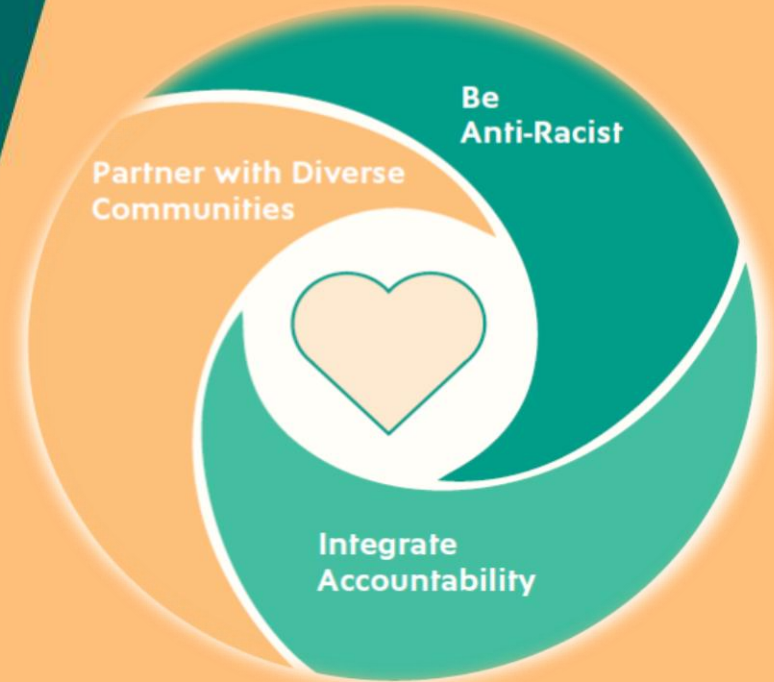 Be
Anti-Racist
Partner with Diverse
Communities
Integrate
Accountability